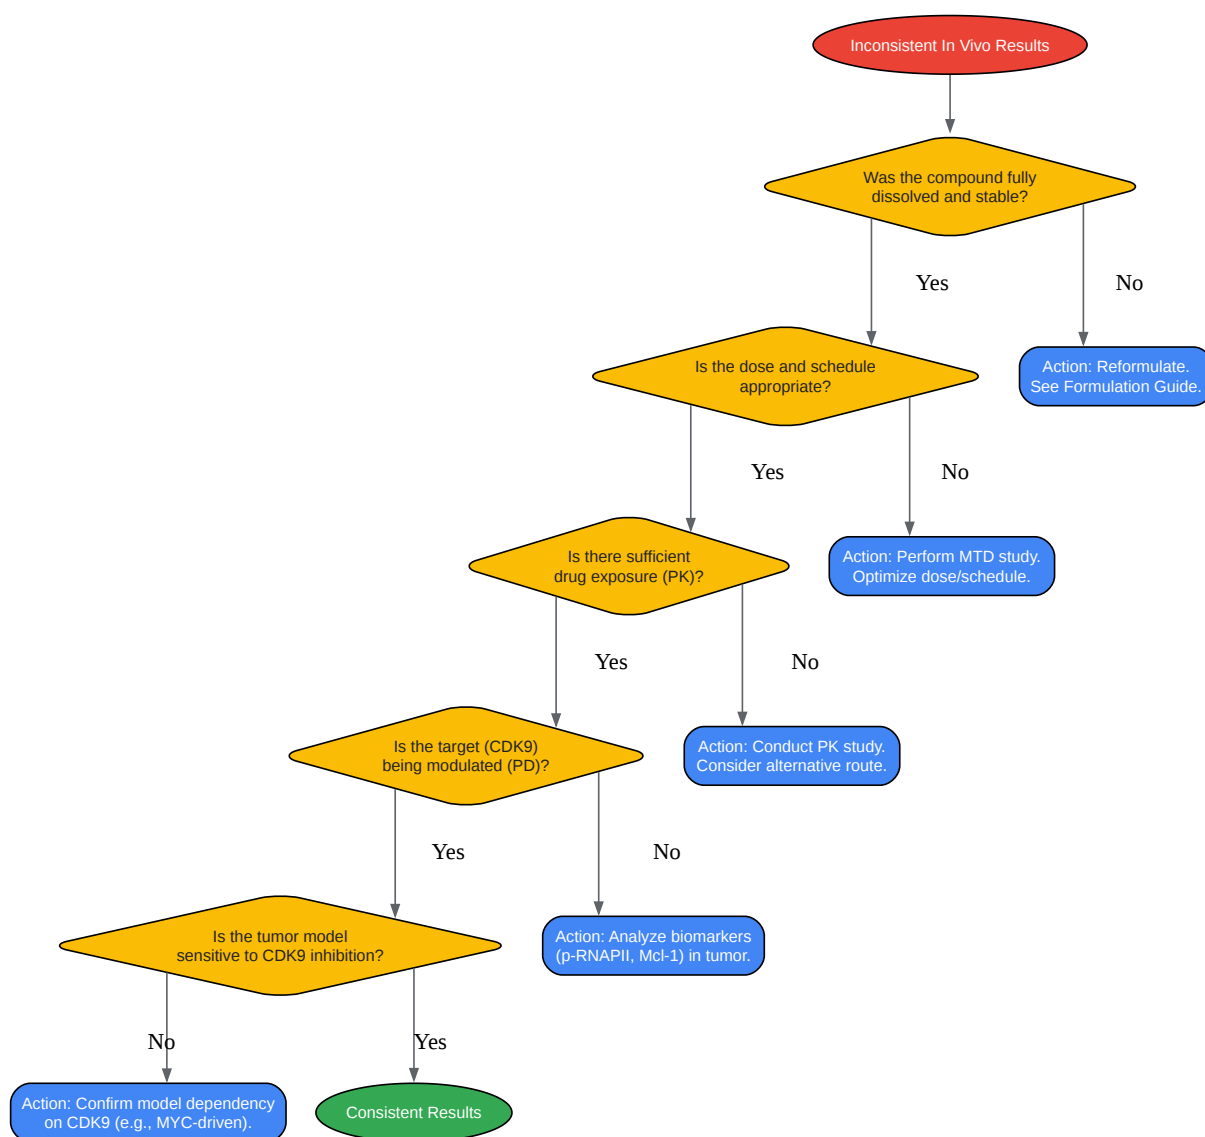 Inconsistent In Vivo Results
Was the compound fully
dissolved and stable?
Yes
No
Is the dose and schedule
appropriate?
Action: Reformulate.
See Formulation Guide.
Yes
No
Is there sufficient
drug exposure (PK)?
Action: Perform MTD study.
Optimize dose/schedule.
Yes
No
Is the target (CDK9)
being modulated (PD)?
Action: Conduct PK study.
Consider alternative route.
Yes
No
Is the tumor model
sensitive to CDK9 inhibition?
Action: Analyze biomarkers
(p-RNAPII, Mcl-1) in tumor.
No
Yes
Action: Confirm model dependency
on CDK9 (e.g., MYC-driven).
Consistent Results